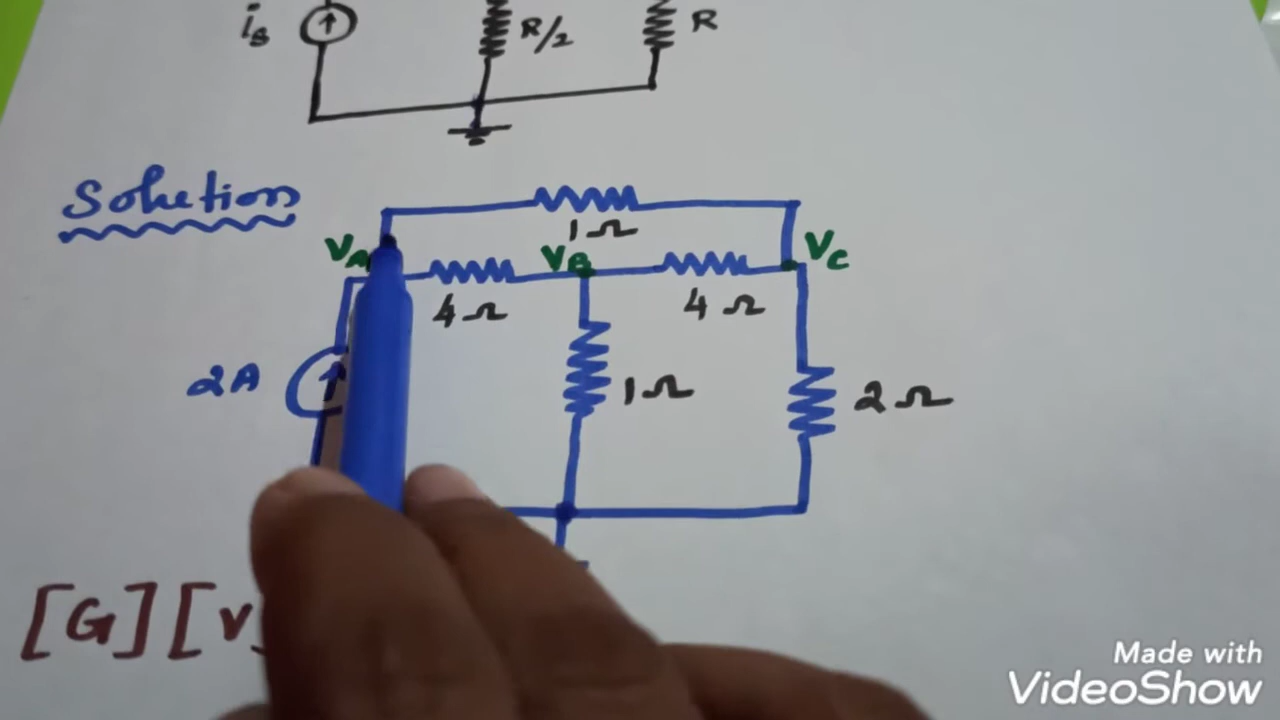 is R/2 R
Solution
1Ω
VA VB VC
4Ω 4Ω
2A 1Ω 2Ω
[G][V]
Made with
VideoShow